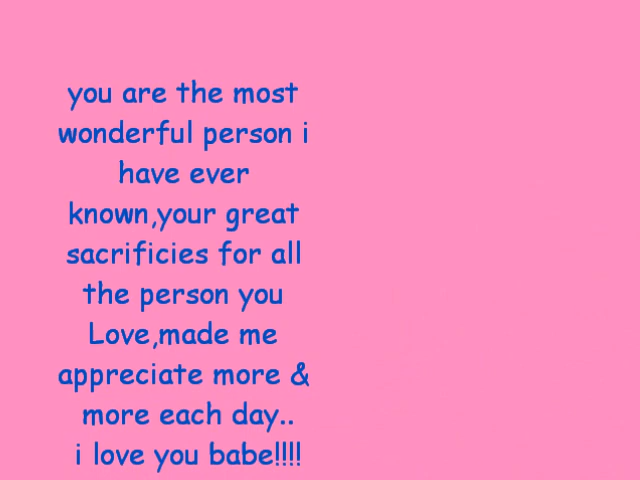 you are the most
wonderful person i
have ever
known,your great
sacrificies for all
the person you
Love,made me
appreciate more &
more each day..
i love you babe!!!!